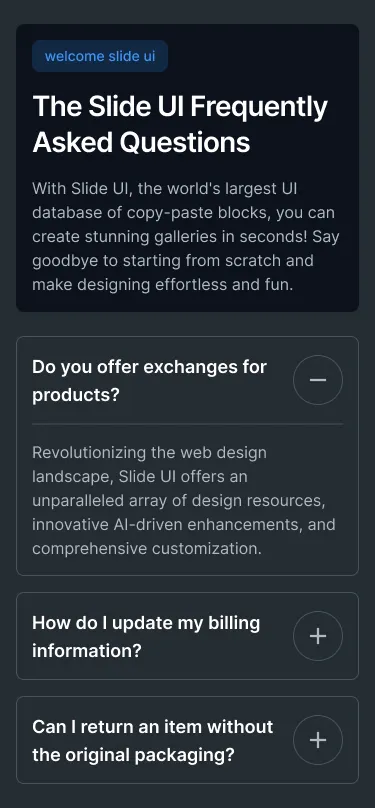 welcome slide ui
The Slide UI Frequently
Asked Questions
With Slide UI, the world's largest UI
database of copy-paste blocks, you can
create stunning galleries in seconds! Say
goodbye to starting from scratch and
make designing effortless and fun.
Do you offer exchanges for
products?
Revolutionizing the web design
landscape, Slide UI offers an
unparalleled array of design resources,
innovative AI-driven enhancements, and
comprehensive customization.
How do I update my billing
information?
Can I return an item without
the original packaging?